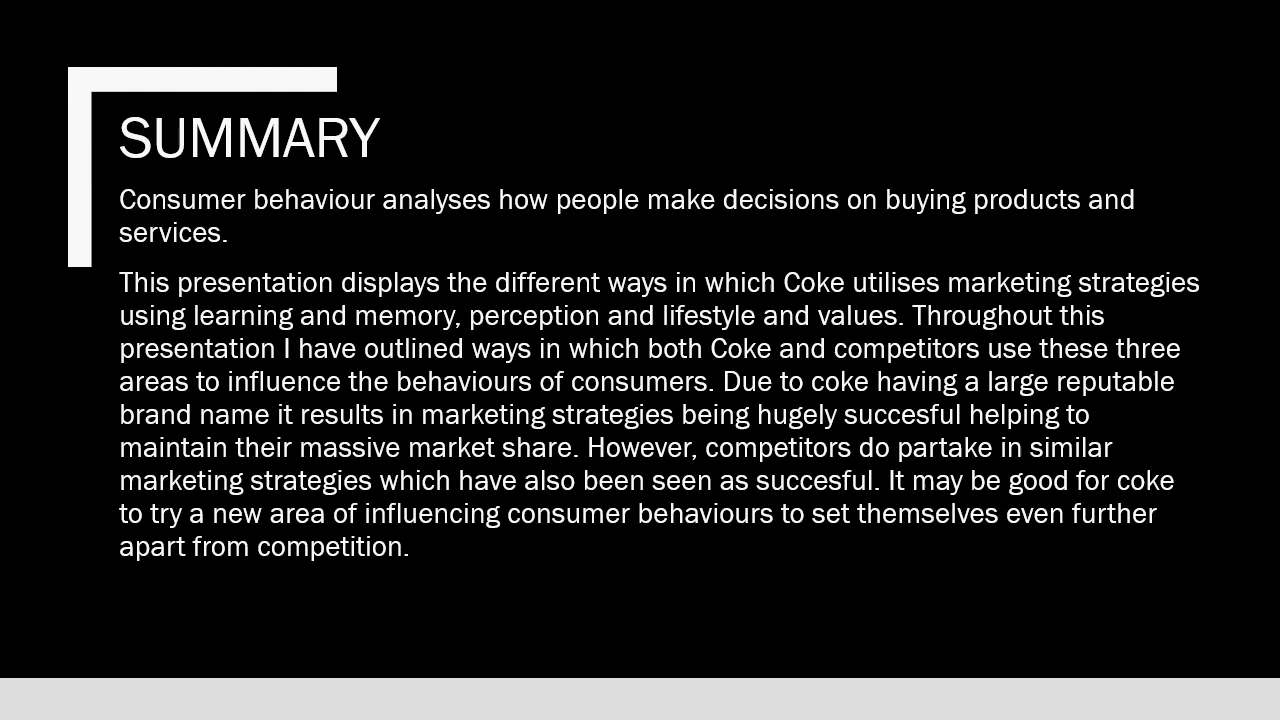 SUMMARY
Consumer behaviour analyses how people make decisions on buying products and
services.
This presentation displays the different ways in which Coke utilises marketing strategies
using learning and memory, perception and lifestyle and values. Throughout this
presentation I have outlined ways in which both Coke and competitors use these three
areas to influence the behaviours of consumers. Due to coke having a large reputable
brand name it results in marketing strategies being hugely succesful helping to
maintain their massive market share. However, competitors do partake in similar
marketing strategies which have also been seen as succesful. It may be good for coke
to try a new area of influencing consumer behaviours to set themselves even further
apart from competition.